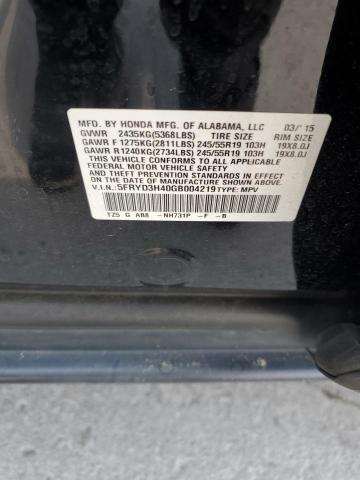 MFD. BY HONDA MFG. OF ALABAMA, LLC 03/'15
GVWR 2435KG(5368LBS) TIRE SIZE RIM SIZE
GAWR F 1275KG(2811LBS) 245/55R19 103H 19X8.0J
GAWR R 1240KG(2734LBS) 245/55R19 103H 19X8.0J
THIS VEHICLE CONFORMS TO ALL APPLICABLE FEDERAL MOTOR VEHICLE
SAFETY AND THEFT PREVENTION STANDARDS IN EFFECT
ON THE DATE OF MANUFACTURE SHOWN ABOVE.
V.I.N.: 5FRYD3H40GB004219 TYPE: MPV
TZ5 G A88 -NH731P -F -B